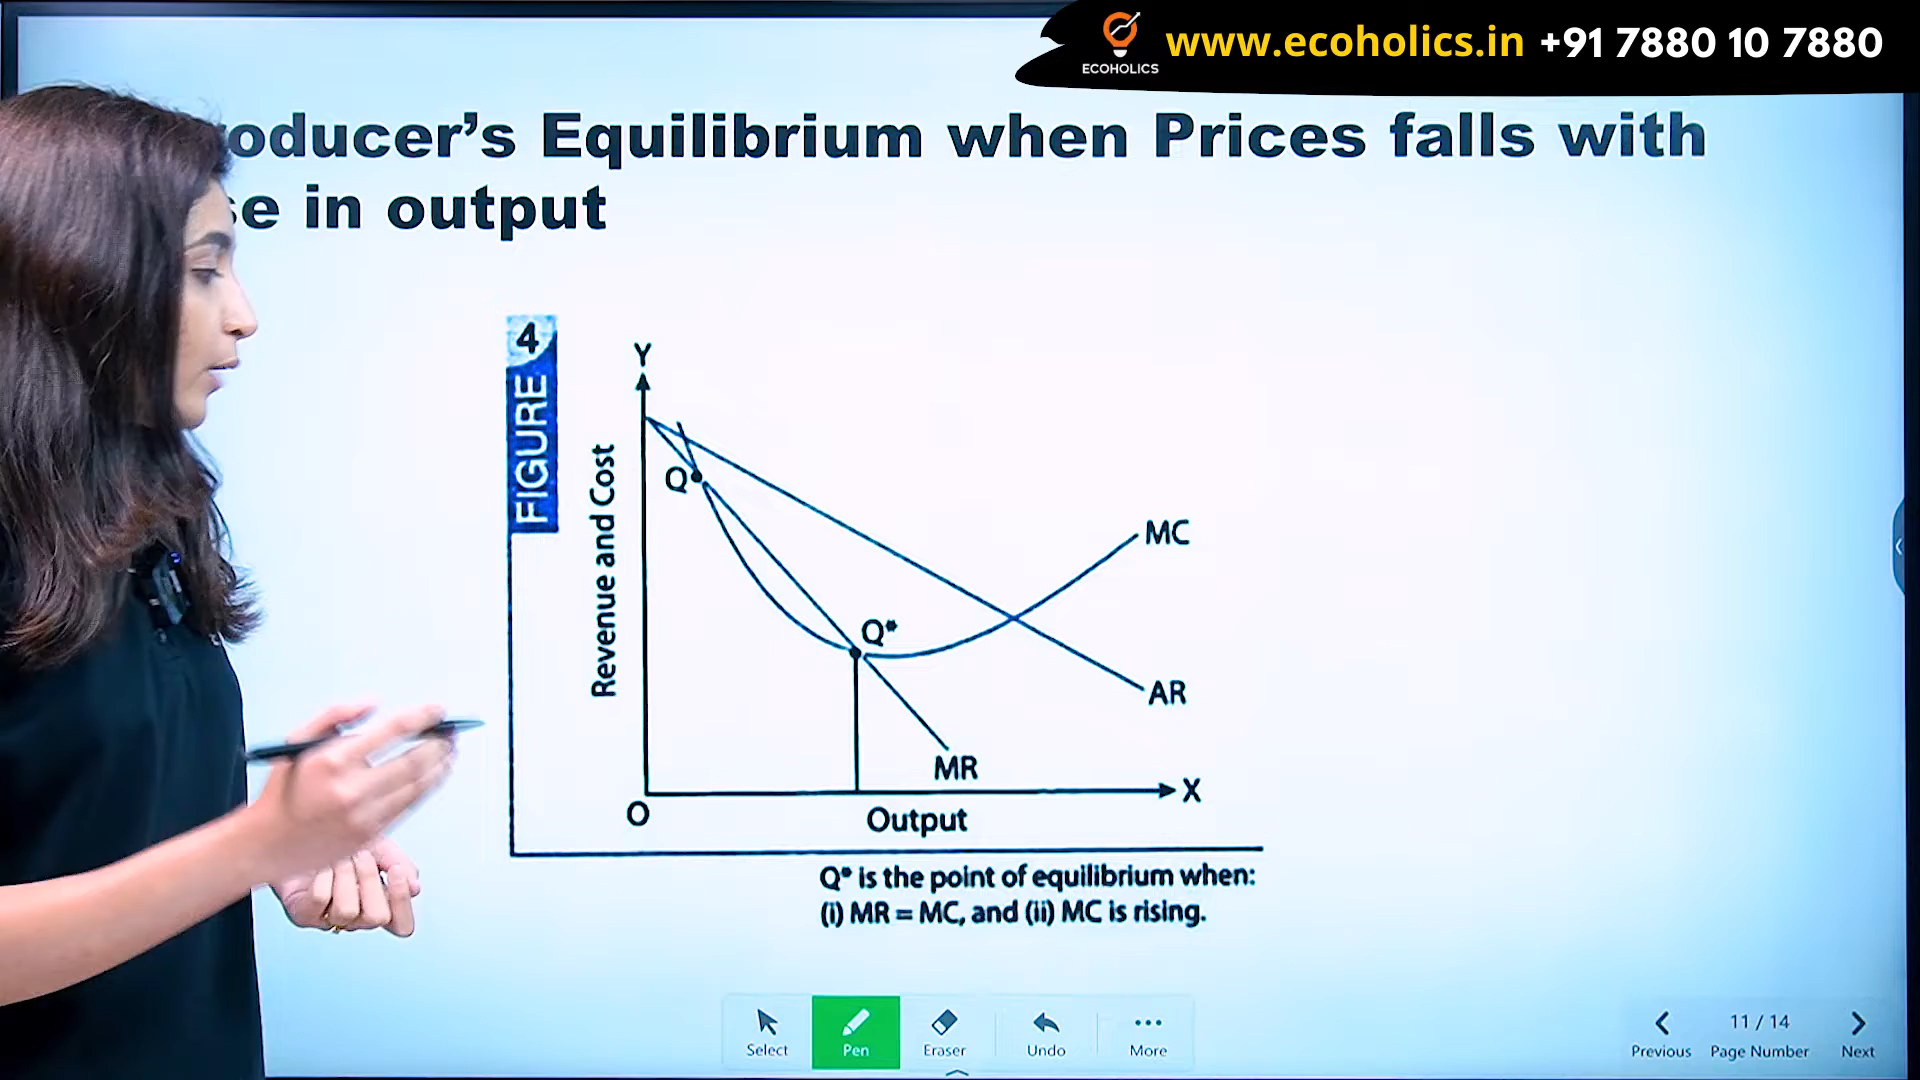 ECOHOLICS
www.ecoholics.in +91 7880 10 7880
Equilibrium when Prices falls with
in output
FIGURE 4
Y
Revenue and Cost
Q
MC
Q*
AR
MR
X
O
Output
Q* is the point of equilibrium when:
(i) MR = MC, and (ii) MC is rising.
Select
Pen
Eraser
Undo
More
11 / 14
Previous
Page Number
Next